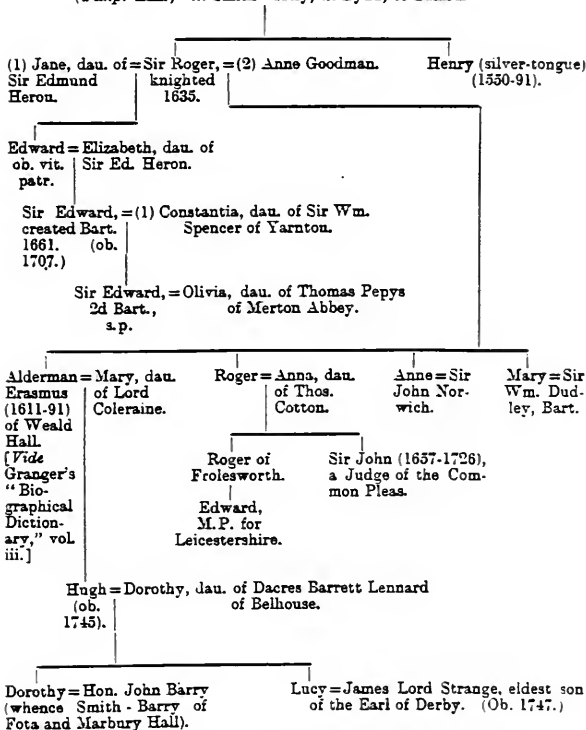 (1) Jane, dau. of = Sir Roger, = (2) Anne Goodman. Henry (silver-tongue)
Sir Edmund knighted (1550-91).
Heron. 1635.
Edward = Elizabeth, dau. of
ob. vit. Sir Ed. Heron.
patr.
Sir Edward, = (1) Constantia, dau. of Sir Wm.
created Bart. Spencer of Yarnton.
1661. (ob.
1707.)
Sir Edward, = Olivia, dau. of Thomas Pepys
2d Bart., of Merton Abbey.
s.p.
Alderman = Mary, dau. Roger = Anna, dau. Anne = Sir Mary = Sir
Erasmus of Lord of Thos. John Nor- Wm. Dud-
(1611-91) Coleraine. Cotton. wich. ley, Bart.
of Weald
Hall.
[Vide Roger of Sir John (1657-1726),
Granger's Frolesworth. a Judge of the Com-
"Bio- mon Pleas.
graphical Edward,
Diction- M.P. for
ary," vol. Leicestershire.
iii.]
Hugh = Dorothy, dau. of Dacres Barrett Lennard
(ob. of Belhouse.
1745).
Dorothy = Hon. John Barry Lucy = James Lord Strange, eldest son
(whence Smith - Barry of of the Earl of Derby. (Ob. 1747.)
Fota and Marbury Hall).